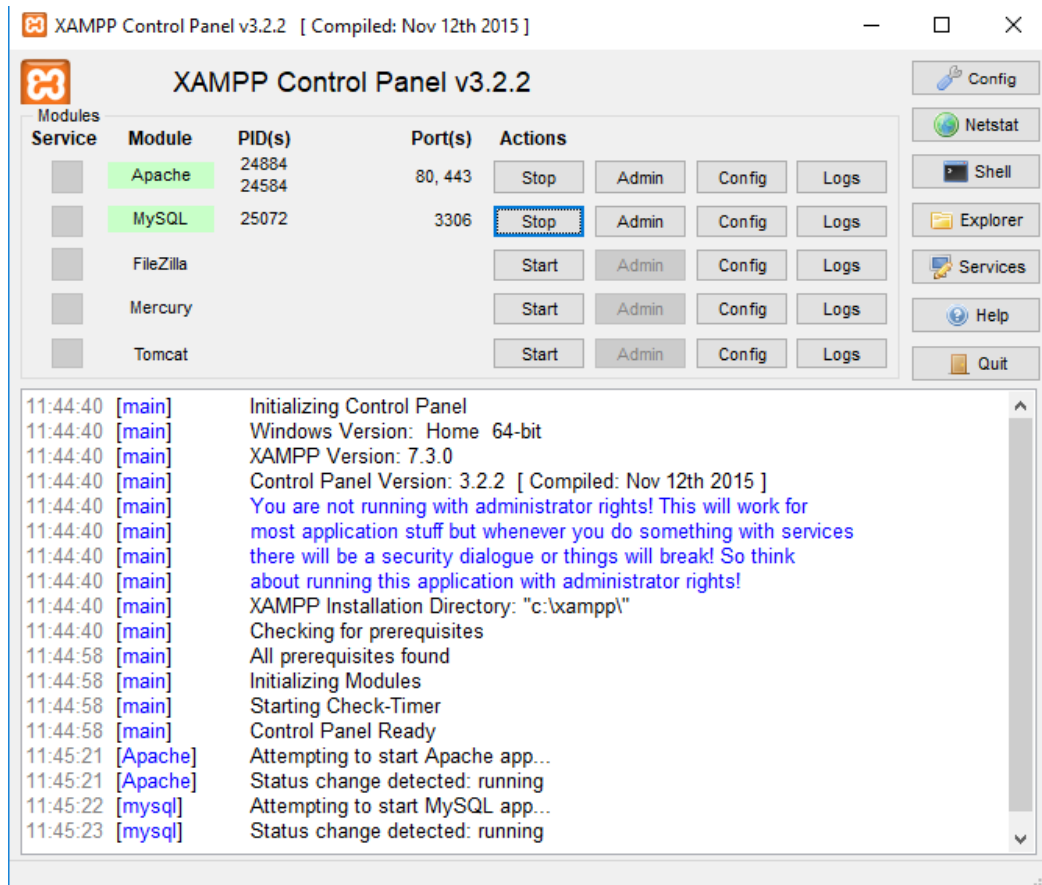 XAMPP Control Panel v3.2.2 [ Compiled: Nov 12th 2015 ]
XAMPP Control Panel v3.2.2
Config
Netstat
Shell
Explorer
Services
Help
Quit
Modules
Service Module PID(s) Port(s) Actions
Apache 24884 24584 80, 443 Stop Admin Config Logs
MySQL 25072 3306 Stop Admin Config Logs
FileZilla Start Admin Config Logs
Mercury Start Admin Config Logs
Tomcat Start Admin Config Logs
11:44:40 [main] Initializing Control Panel
11:44:40 [main] Windows Version: Home 64-bit
11:44:40 [main] XAMPP Version: 7.3.0
11:44:40 [main] Control Panel Version: 3.2.2 [ Compiled: Nov 12th 2015 ]
11:44:40 [main] You are not running with administrator rights! This will work for
11:44:40 [main] most application stuff but whenever you do something with services
11:44:40 [main] there will be a security dialogue or things will break! So think
11:44:40 [main] about running this application with administrator rights!
11:44:40 [main] XAMPP Installation Directory: "c:\xampp\"
11:44:40 [main] Checking for prerequisites
11:44:58 [main] All prerequisites found
11:44:58 [main] Initializing Modules
11:44:58 [main] Starting Check-Timer
11:44:58 [main] Control Panel Ready
11:45:21 [Apache] Attempting to start Apache app...
11:45:21 [Apache] Status change detected: running
11:45:22 [mysql] Attempting to start MySQL app...
11:45:23 [mysql] Status change detected: running